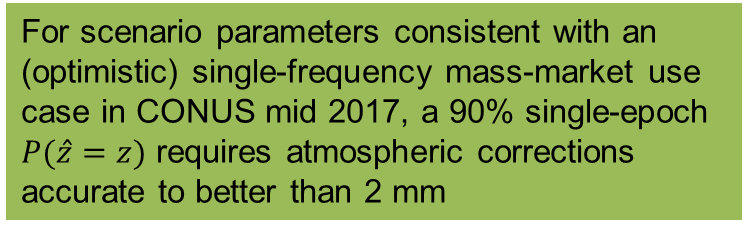 For scenario parameters consistent with an
(optimistic) single-frequency mass-market use
case in CONUS mid 2017, a 90% single-epoch
𝑃(𝑧̂ = 𝑧) requires atmospheric corrections
accurate to better than 2 mm